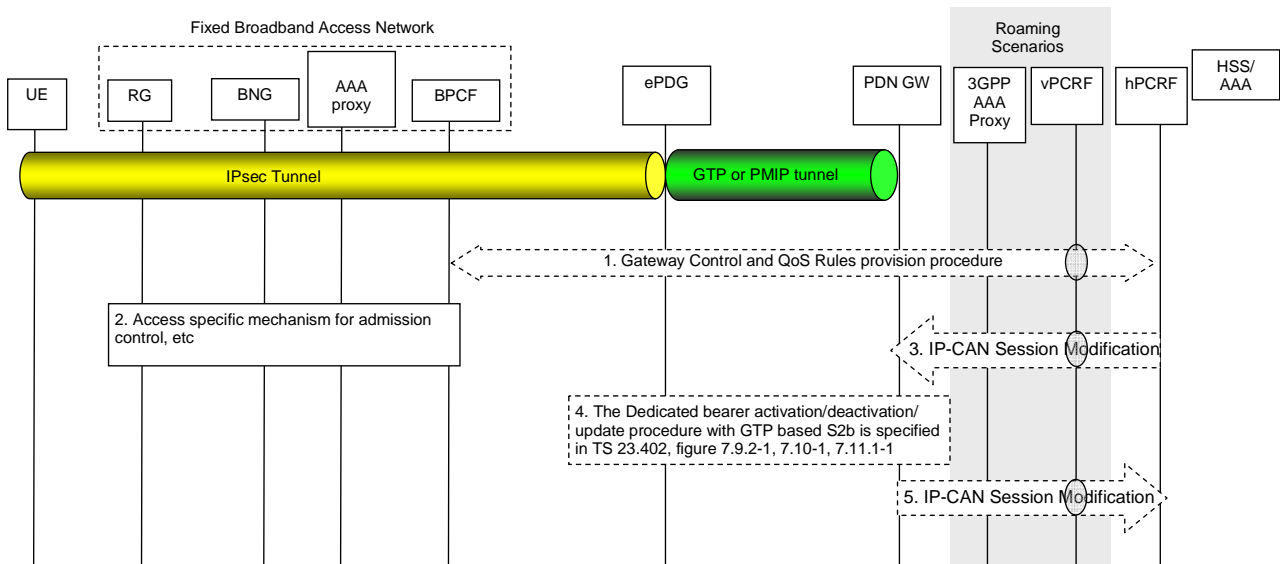 Fixed Broadband Access Network
Roaming
Scenarios
UE
RG
BNG
AAA
proxy
BPCF
ePDG
PDN GW
3GPP
AAA
Proxy
vPCRF
hPCRF
HSS/
AAA
IPsec Tunnel
GTP or PMIP tunnel
1. Gateway Control and QoS Rules provision procedure
2. Access specific mechanism for admission
control, etc
3. IP-CAN Session Modification
4. The Dedicated bearer activation/deactivation/
update procedure with GTP based S2b is specified
in TS 23.402, figure 7.9.2-1, 7.10-1, 7.11.1-1
5. IP-CAN Session Modification